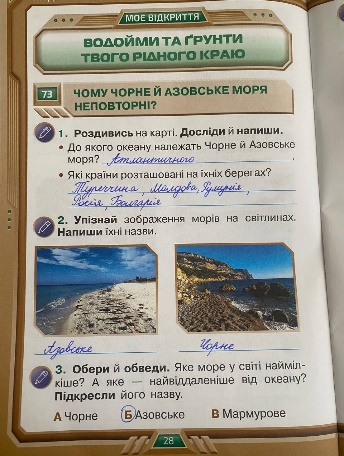 МОЄ ВІДКРИТТЯ
ВОДОЙМИ ТА ҐРУНТИ
ТВОГО РІДНОГО КРАЮ
73 ЧОМУ ЧОРНЕ Й АЗОВСЬКЕ МОРЯ
НЕПОВТОРНІ?
1. Роздивись на карті. Досліди й напиши.
• До якого океану належать Чорне й Азовське
моря? Атлантичного
• Які країни розташовані на їхніх берегах?
Туреччина, Молдова, Румунія,
Росія, Болгарія
2. Упізнай зображення морів на світлинах.
Напиши їхні назви.
Азовське Чорне
3. Обери й обведи. Яке море у світі найміл-
кіше? А яке — найвіддаленіше від океану?
Підкресли його назву.
А Чорне Б Азовське В Мармурове
28